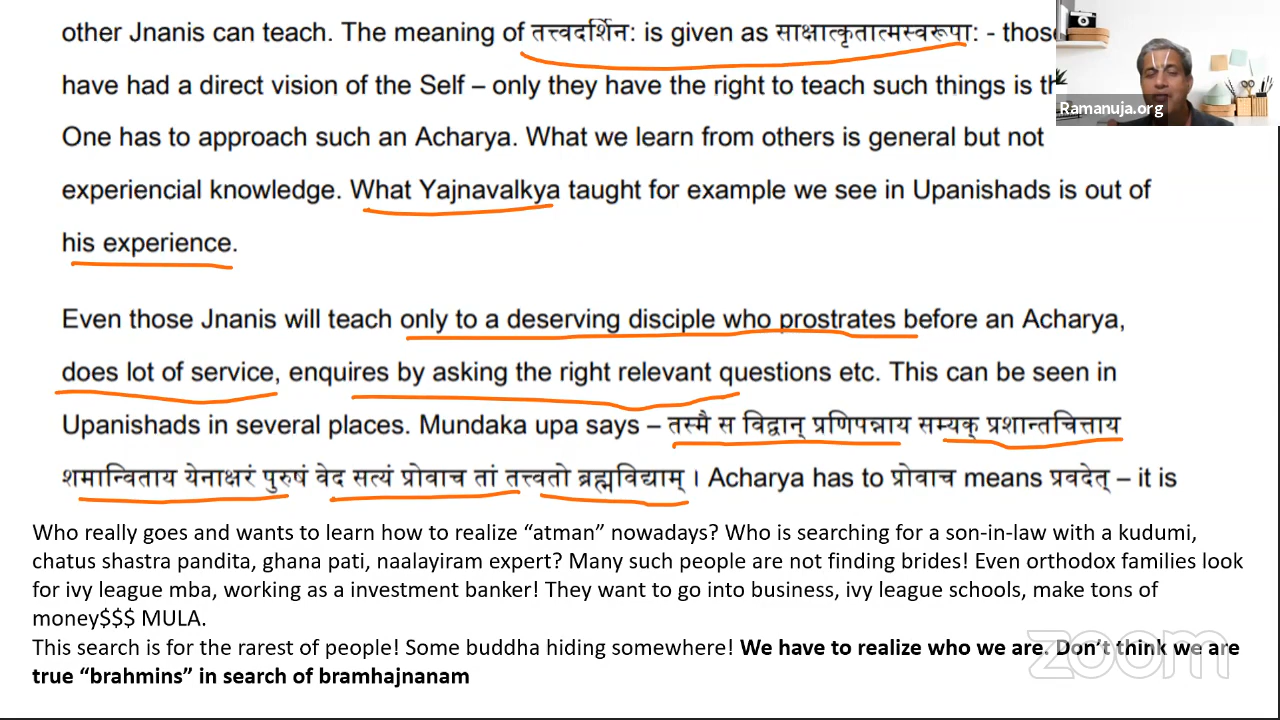 other Jnanis can teach. The meaning of तत्त्वदर्शिन: is given as साक्षात्कृतात्मस्वरूपा: - those
have had a direct vision of the Self – only they have the right to teach such things is
Ramanuja.org
One has to approach such an Acharya. What we learn from others is general but not
experiencial knowledge. What Yajnavalkya taught for example we see in Upanishads is out of
his experience.
Even those Jnanis will teach only to a deserving disciple who prostrates before an Acharya,
does lot of service, enquires by asking the right relevant questions etc. This can be seen in
Upanishads in several places. Mundaka upa says – तस्मै स विद्वान् प्रणिपन्नाय सम्यक् प्रशान्तचित्ताय
शमान्विताय येनाक्षरं पुरुषं वेद सत्यं प्रोवाच तां तत्त्वतो ब्रह्मविद्याम् । Acharya has to प्रोवाच means प्रवदेत् – it is
Who really goes and wants to learn how to realize “atman” nowadays? Who is searching for a son-in-law with a kudumi,
chatus shastra pandita, ghana pati, naalayiram expert? Many such people are not finding brides! Even orthodox families look
for ivy league mba, working as a investment banker! They want to go into business, ivy league schools, make tons of
money$$$ MULA.
This search is for the rarest of people! Some buddha hiding somewhere! We have to realize who we are. Don’t think we are
true “brahmins” in search of bramhajnanam
zoom